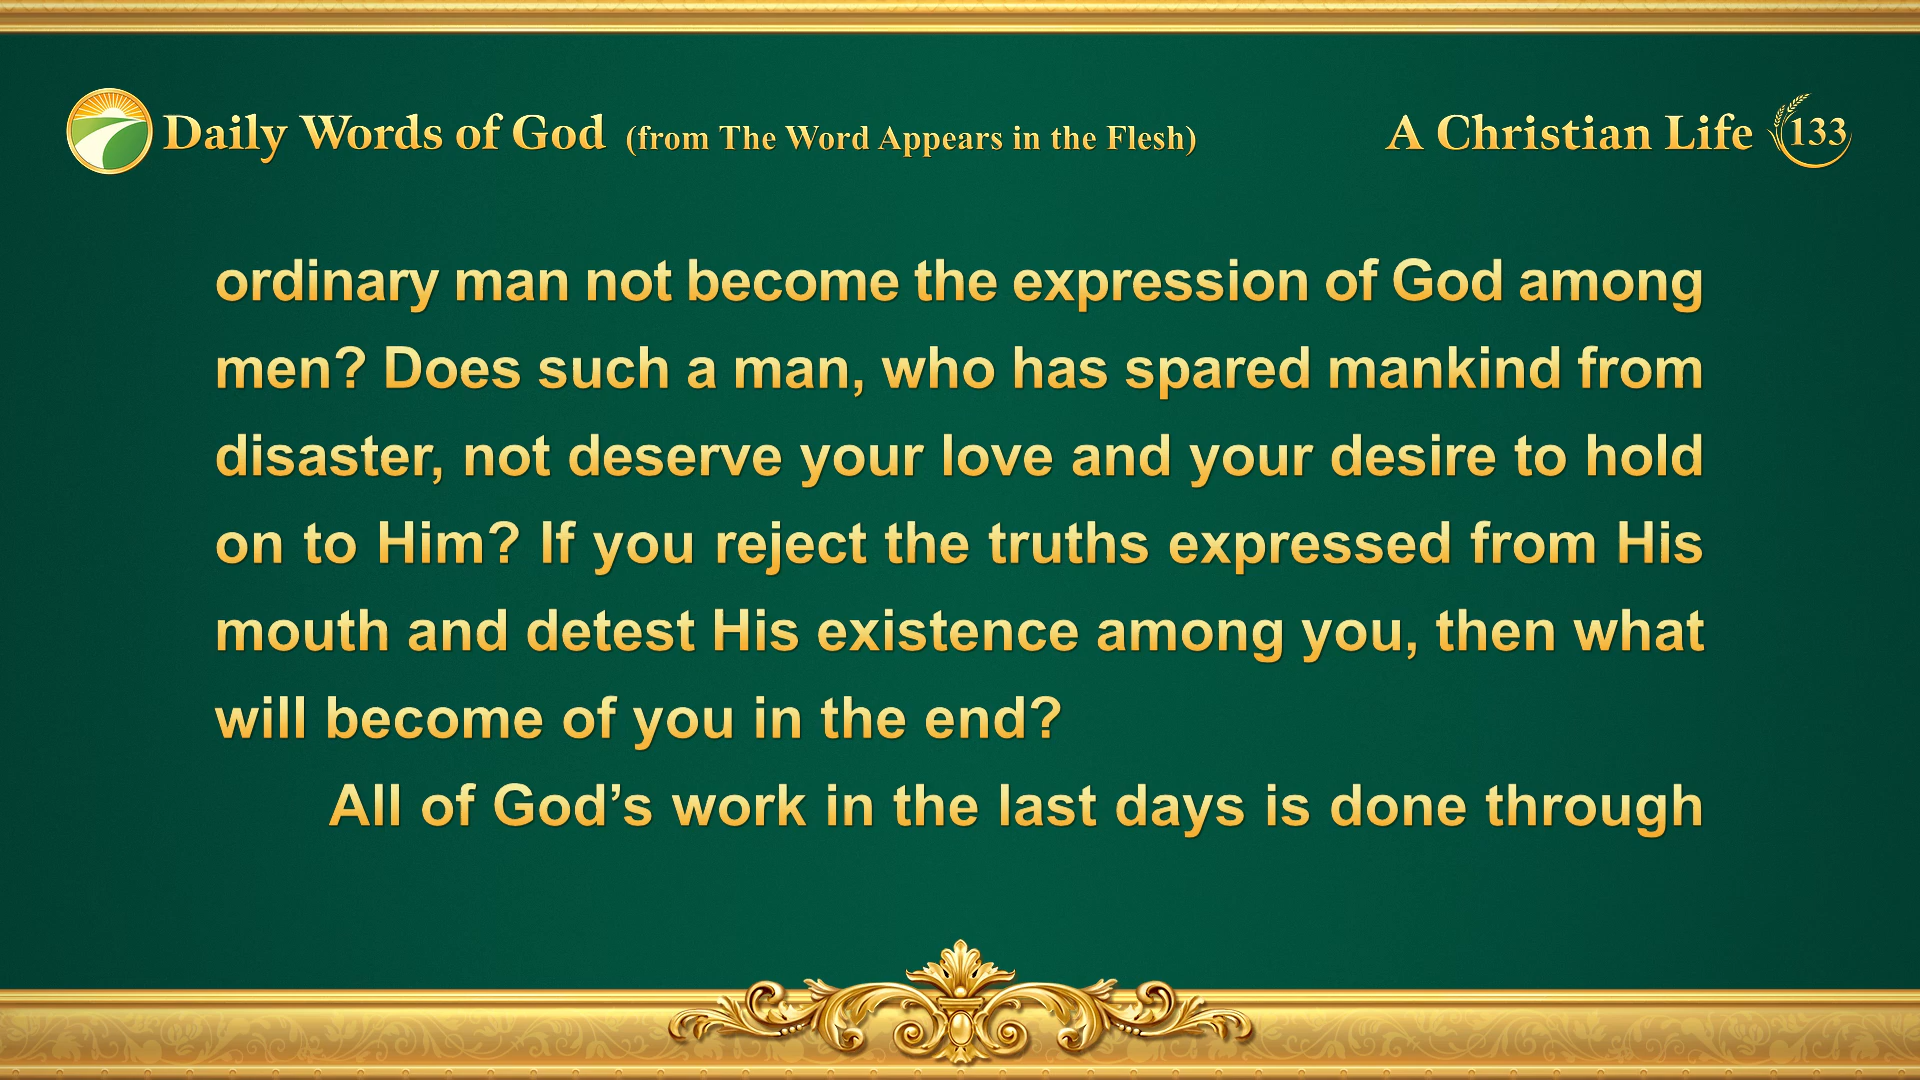 Daily Words of God (from The Word Appears in the Flesh)
A Christian Life 133
ordinary man not become the expression of God among
men? Does such a man, who has spared mankind from
disaster, not deserve your love and your desire to hold
on to Him? If you reject the truths expressed from His
mouth and detest His existence among you, then what
will become of you in the end?
All of God’s work in the last days is done through